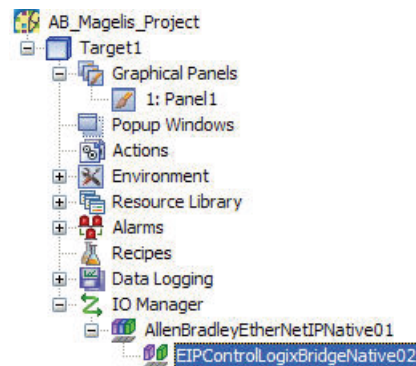 AB_Magelis_Project
Target1
Graphical Panels
1: Panel1
Popup Windows
Actions
Environment
Resource Library
Alarms
Recipes
Data Logging
IO Manager
AllenBradleyEtherNetIPNative01
EIPControlLogixBridgeNative02